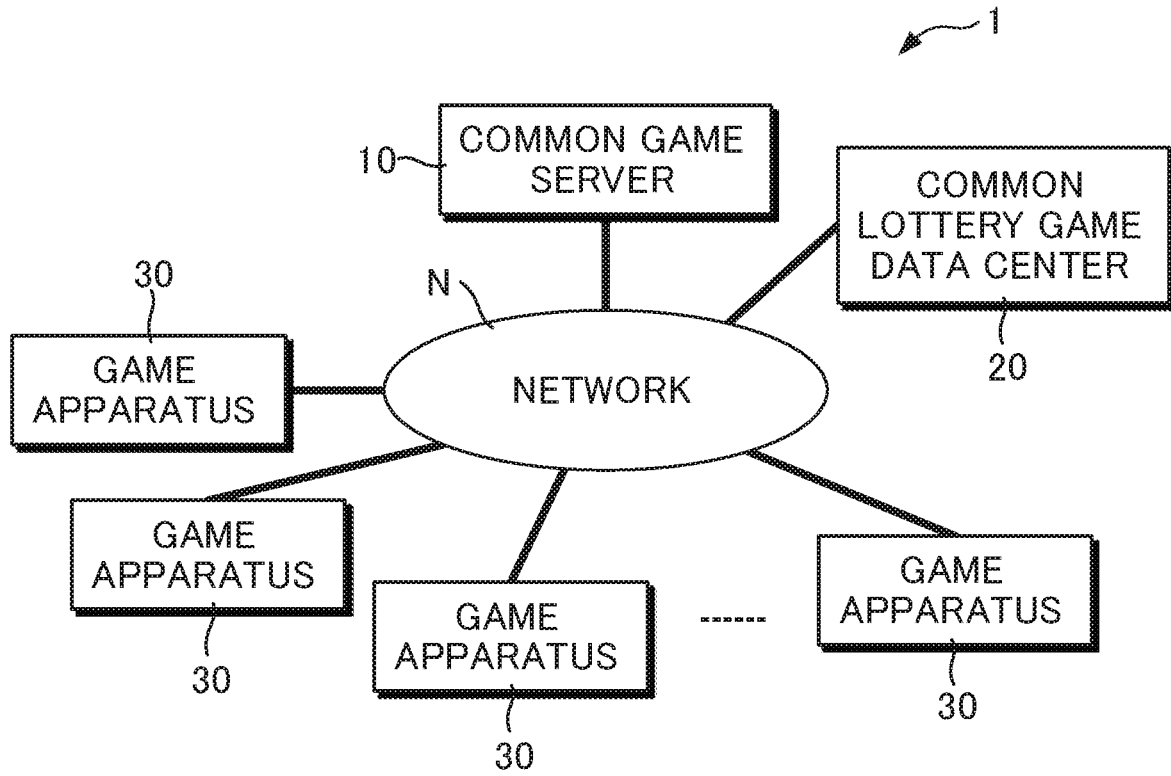 1
COMMON GAME
SERVER
10
COMMON
LOTTERY GAME
DATA CENTER
20
N
NETWORK
30
GAME
APPARATUS
GAME
APPARATUS
30
GAME
APPARATUS
30
------
GAME
APPARATUS
30